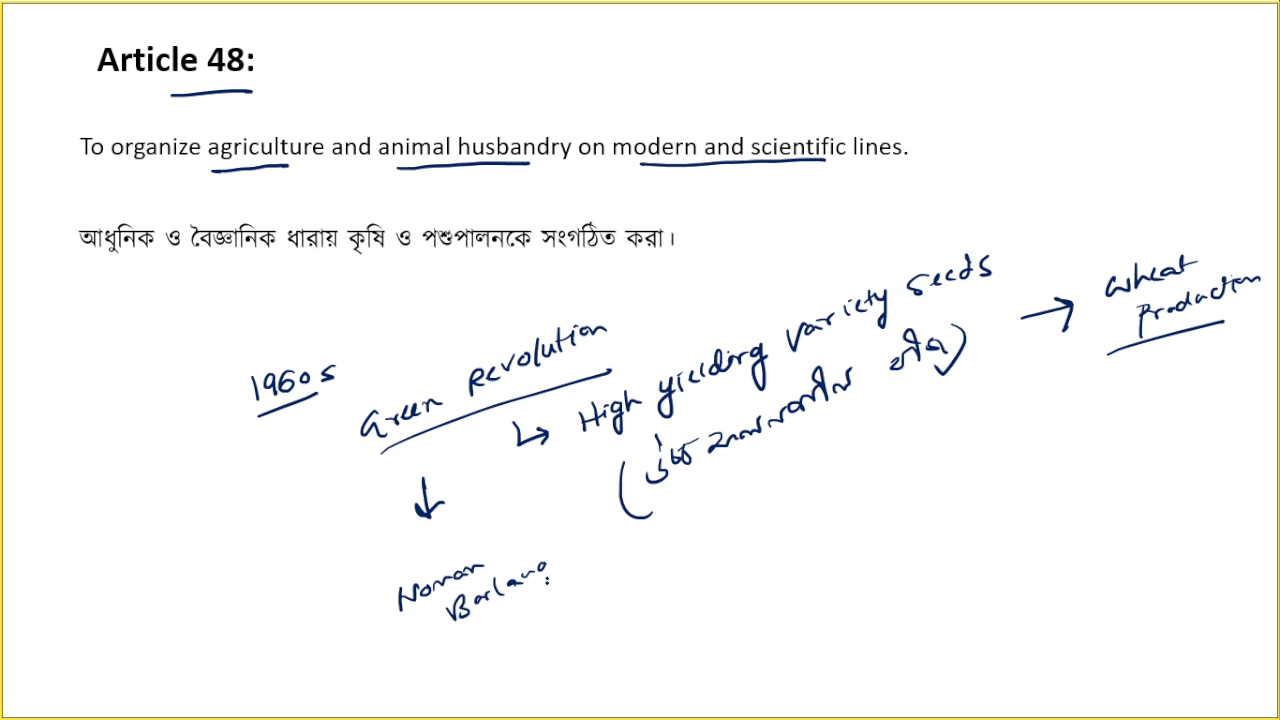 Article 48:
To organize agriculture and animal husbandry on modern and scientific lines.
আধুনিক ও বৈজ্ঞানিক ধারায় কৃষি ও পশুপালনকে সংগঠিত করা।
1960s
Green Revolution
High yielding variety seeds
(উচ্চ ফলনশীল বীজ)
Wheat
Production
Norman
Borlaug